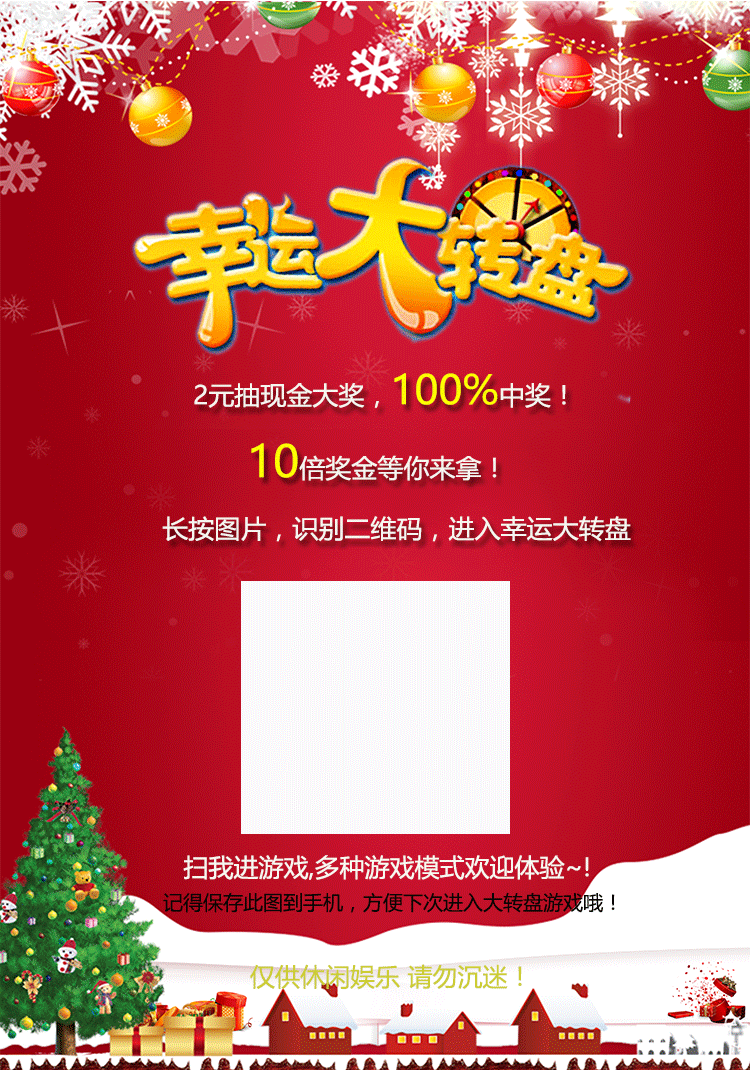 幸运大转盘
2元抽现金大奖，100%中奖！
10倍奖金等你来拿！
长按图片，识别二维码，进入幸运大转盘
扫我进游戏,多种游戏模式欢迎体验~!
记得保存此图到手机，方便下次进入大转盘游戏哦！
仅供休闲娱乐 请勿沉迷！